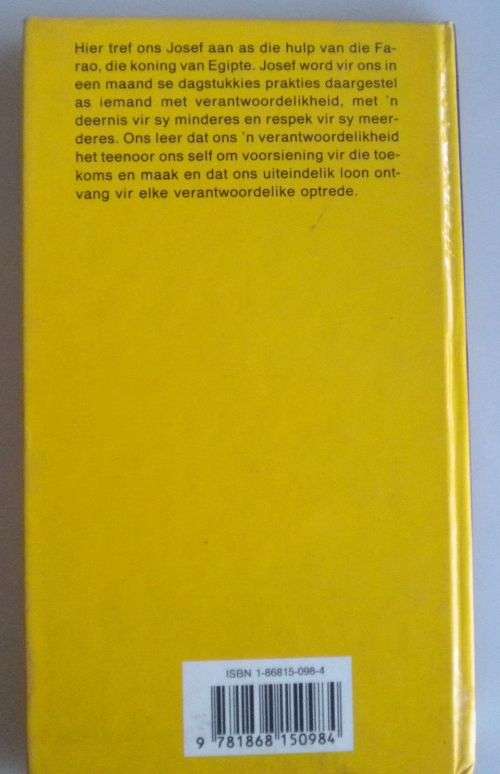 Hier tref ons Josef aan as die hulp van die Fa-
rao, die koning van Egipte. Josef word vir ons in
een maand se dagstukkies prakties daargestel
as iemand met verantwoordelikheid, met 'n
deernis vir sy minderes en respek vir sy meer-
deres. Ons leer dat ons 'n verantwoordelikheid
het teenoor ons self om voorsiening vir die toe-
koms en maak en dat ons uiteindelik loon ont-
vang vir elke verantwoordelike optrede.
ISBN 1-86815-098-4
9 781868 150984